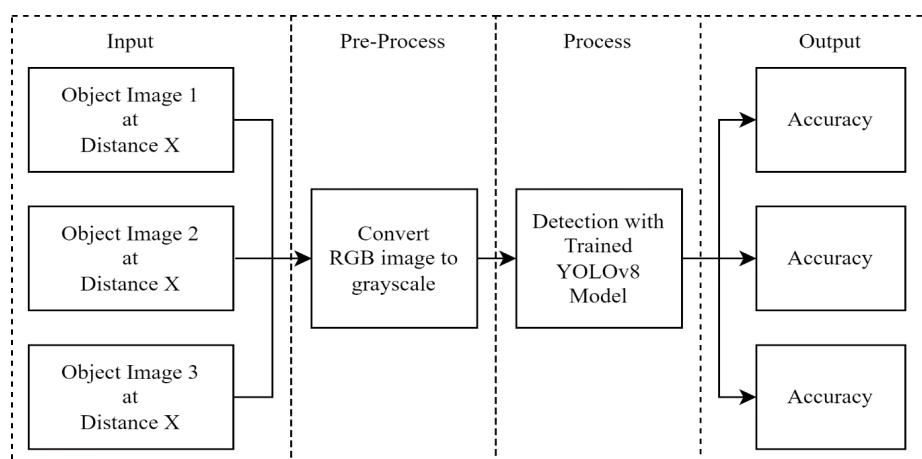 Input
Pre-Process
Process
Output
Object Image 1
at
Distance X
Object Image 2
at
Distance X
Object Image 3
at
Distance X
Convert
RGB image to
grayscale
Detection with
Trained
YOLOv8
Model
Accuracy
Accuracy
Accuracy